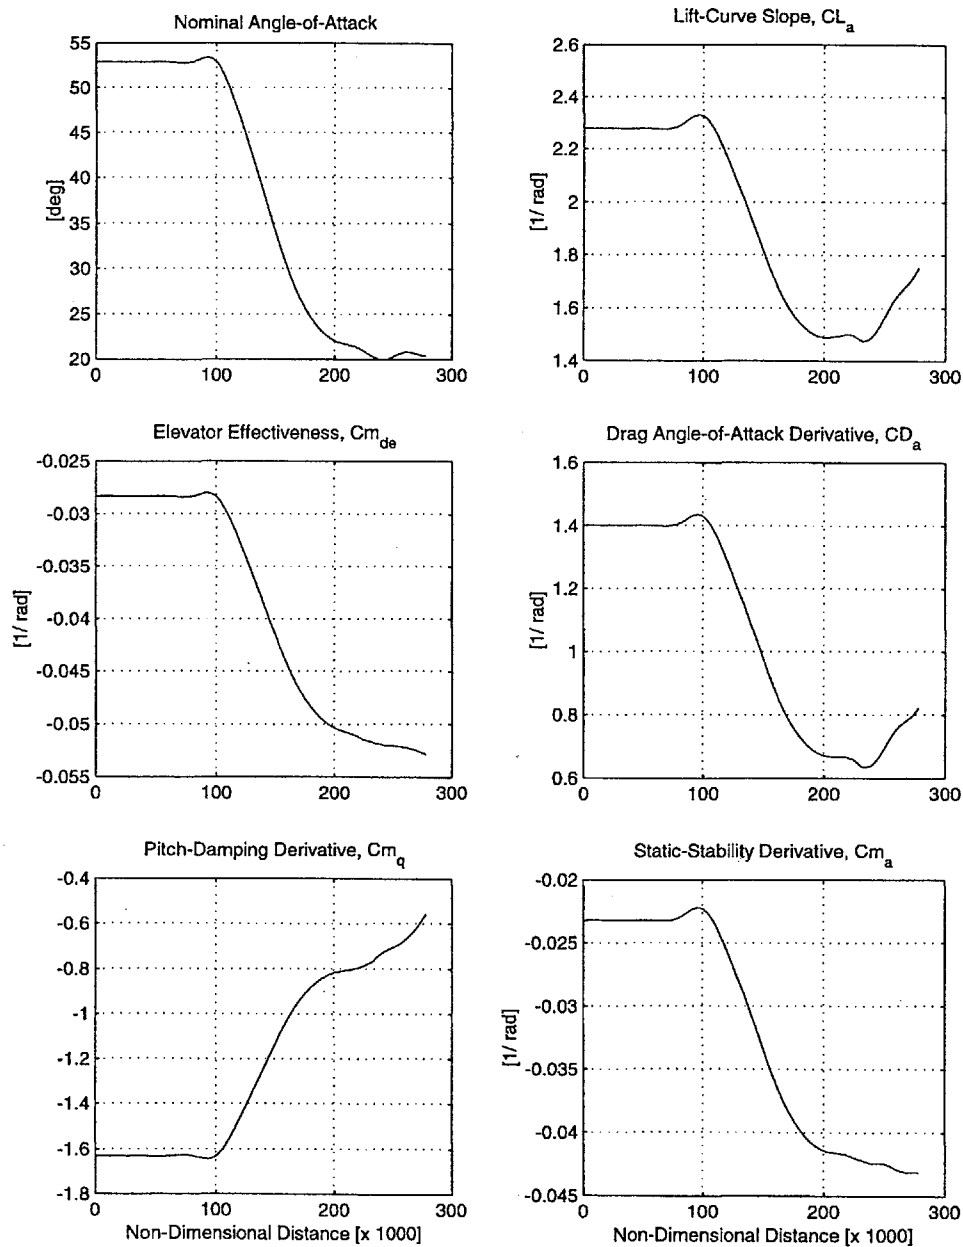 Nominal Angle-of-Attack
55
50
45
40
35
30
25
20
[deg]
0 100 200 300
Lift-Curve Slope, CL_a
2.6
2.4
2.2
2
1.8
1.6
1.4
[1/ rad]
0 100 200 300
Elevator Effectiveness, Cm_de
-0.025
-0.03
-0.035
-0.04
-0.045
-0.05
-0.055
[1/ rad]
0 100 200 300
Drag Angle-of-Attack Derivative, CD_a
1.6
1.4
1.2
1
0.8
0.6
[1/ rad]
0 100 200 300
Pitch-Damping Derivative, Cm_q
-0.4
-0.6
-0.8
-1
-1.2
-1.4
-1.6
-1.8
0 100 200 300
Non-Dimensional Distance [x 1000]
Static-Stability Derivative, Cm_a
-0.02
-0.025
-0.03
-0.035
-0.04
-0.045
[1/ rad]
0 100 200 300
Non-Dimensional Distance [x 1000]